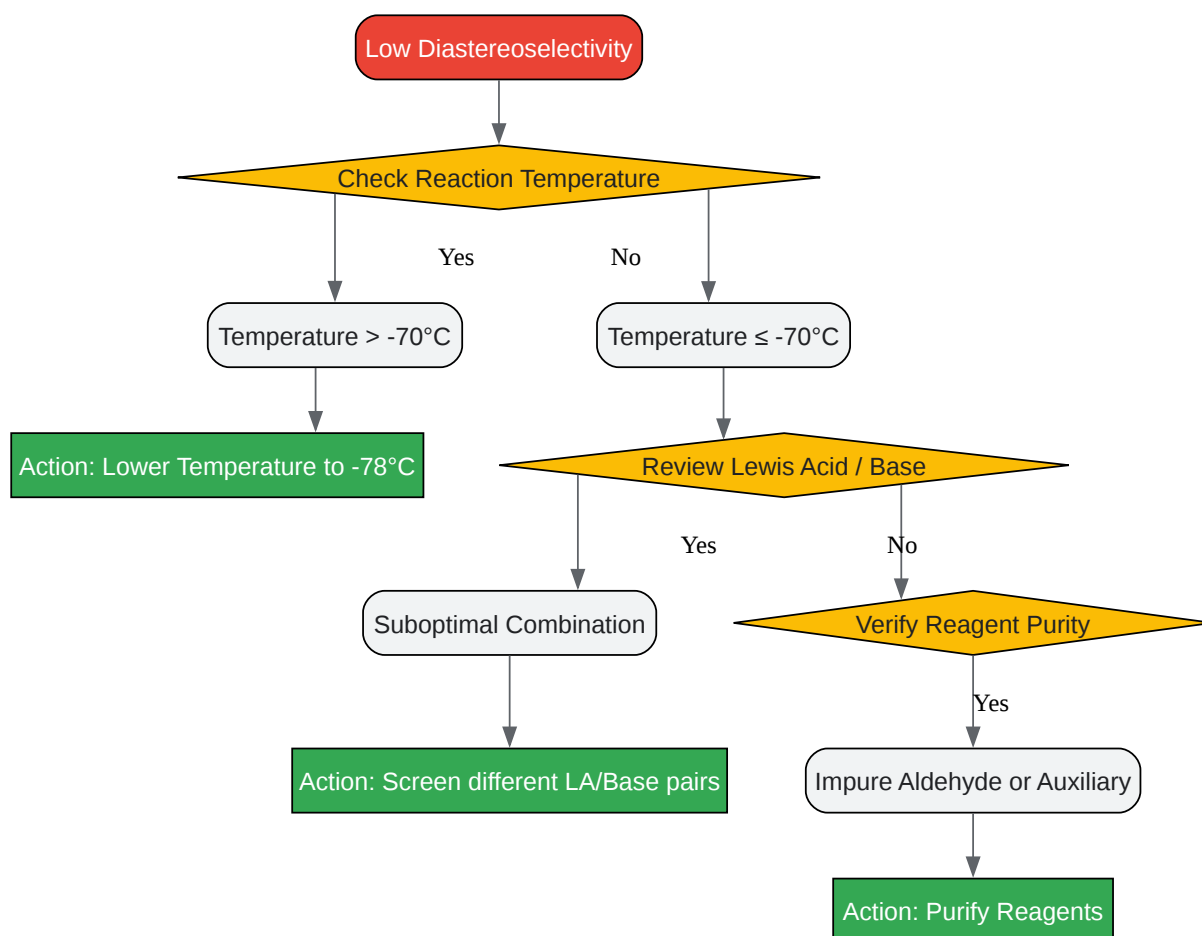 Low Diastereoselectivity
Check Reaction Temperature
Yes
No
Temperature > -70°C
Temperature ≤ -70°C
Action: Lower Temperature to -78°C
Review Lewis Acid / Base
Yes
No
Suboptimal Combination
Verify Reagent Purity
Yes
Action: Screen different LA/Base pairs
Impure Aldehyde or Auxiliary
Action: Purify Reagents